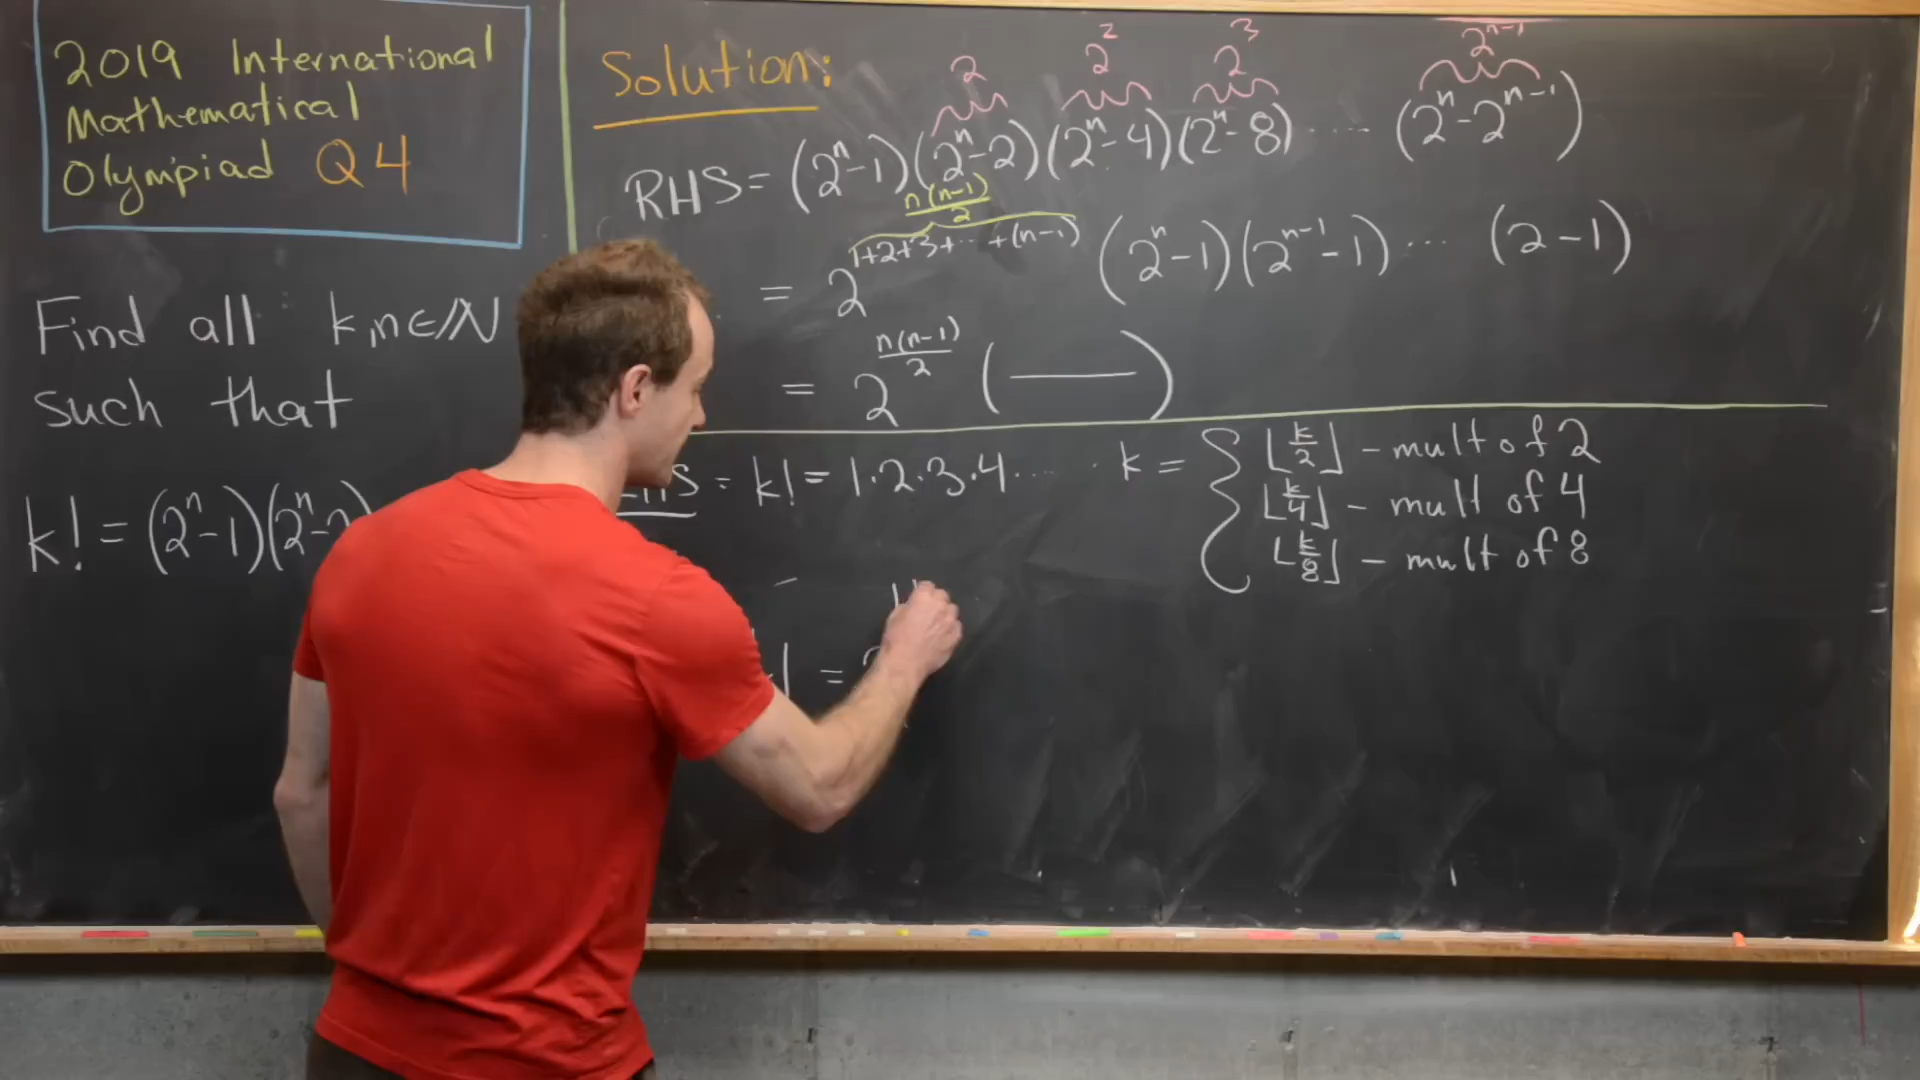 2019 International
Mathematical
Olympiad Q4
Find all k,n∈ℕ
such that
k! = (2^n-1)(2^n-2)
Solution:
2 2^2 2^3 2^{n-1}
RHS = (2^n-1)(2^n-2)(2^n-4)(2^n-8) ····· (2^n-2^{n-1})
n(n-1)/2
= 2^{1+2+3+···+(n-1)} (2^n-1)(2^{n-1}-1) ··· (2-1)
= 2^{n(n-1)/2} (———)
LHS = k! = 1·2·3·4···· · k = { ⌊k/2⌋ - mult of 2
⌊k/4⌋ - mult of 4
⌊k/8⌋ - mult of 8
=